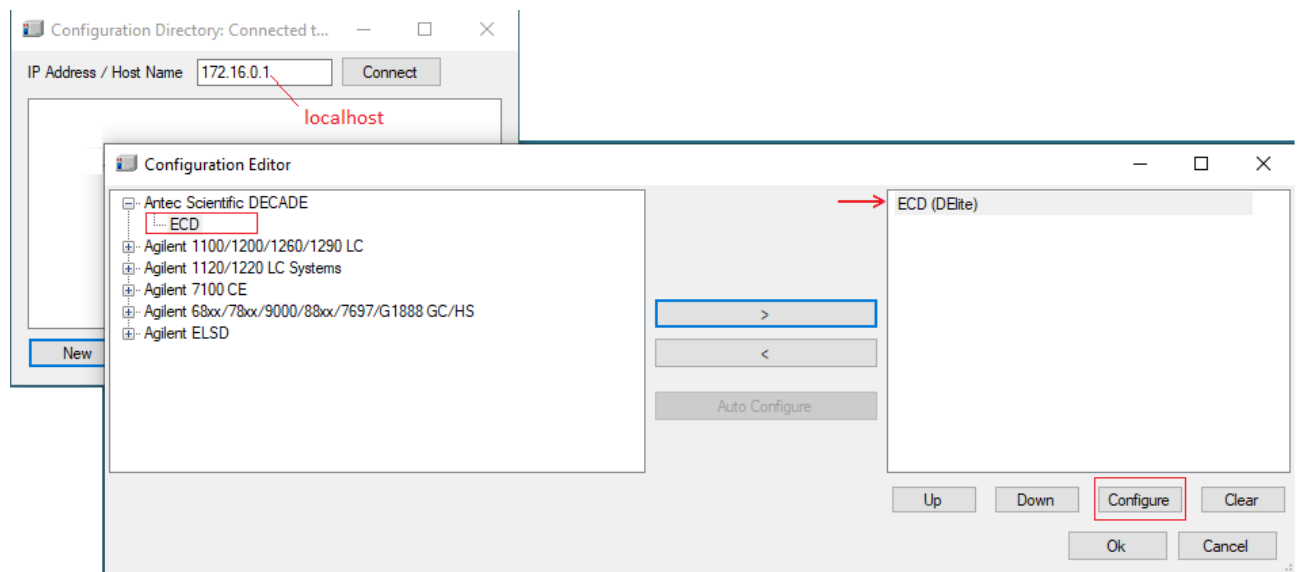 Configuration Directory: Connected t...
IP Address / Host Name 172.16.0.1 Connect
localhost
New
Configuration Editor
Antec Scientific DECADE
ECD
Agilent 1100/1200/1260/1290 LC
Agilent 1120/1220 LC Systems
Agilent 7100 CE
Agilent 68xx/78xx/9000/88xx/7697/G1888 GC/HS
Agilent ELSD
>
<
Auto Configure
ECD (DElite)
Up Down Configure Clear
Ok Cancel